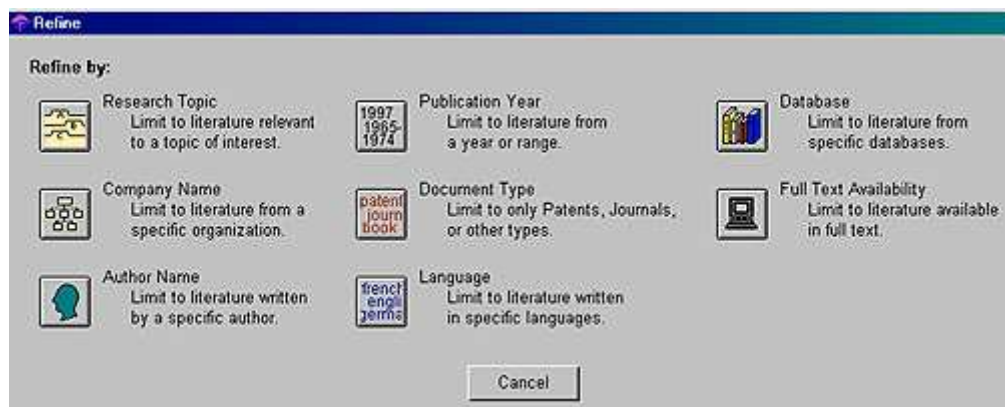 Refine
Refine by:
Research Topic
Limit to literature relevant
to a topic of interest.
1997
1965-
1974
Publication Year
Limit to literature from
a year or range.
Database
Limit to literature from
specific databases.
Company Name
Limit to literature from a
specific organization.
patent
journ
book
Document Type
Limit to only Patents, Journals,
or other types.
Full Text Availability
Limit to literature available
in full text.
Author Name
Limit to literature written
by a specific author.
french
engli
germa
Language
Limit to literature written
in specific languages.
Cancel